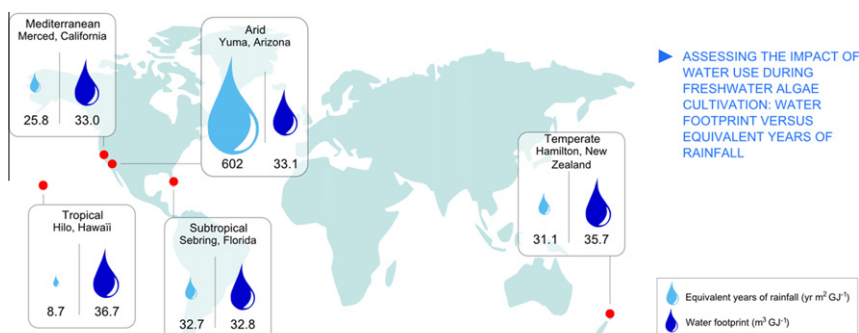 Mediterranean
Merced, California
25.8 33.0
Arid
Yuma, Arizona
602 33.1
ASSESSING THE IMPACT OF
WATER USE DURING
FRESHWATER ALGAE
CULTIVATION: WATER
FOOTPRINT VERSUS
EQUIVALENT YEARS OF
RAINFALL
Temperate
Hamilton, New
Zealand
31.1 35.7
Tropical
Hilo, Hawaïi
8.7 36.7
Subtropical
Sebring, Florida
32.7 32.8
Equivalent years of rainfall (yr m² GJ⁻¹)
Water footprint (m³ GJ⁻¹)